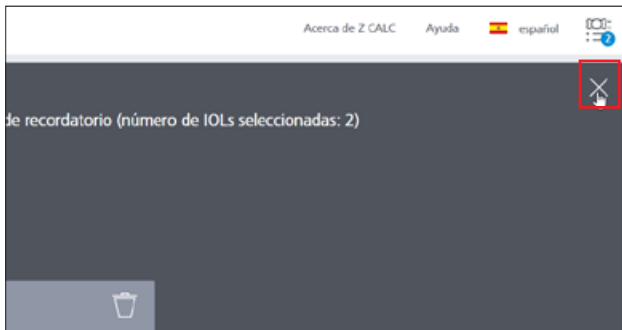 Acerca de Z CALC Ayuda español
2
de recordatorio (número de IOLs seleccionadas: 2)